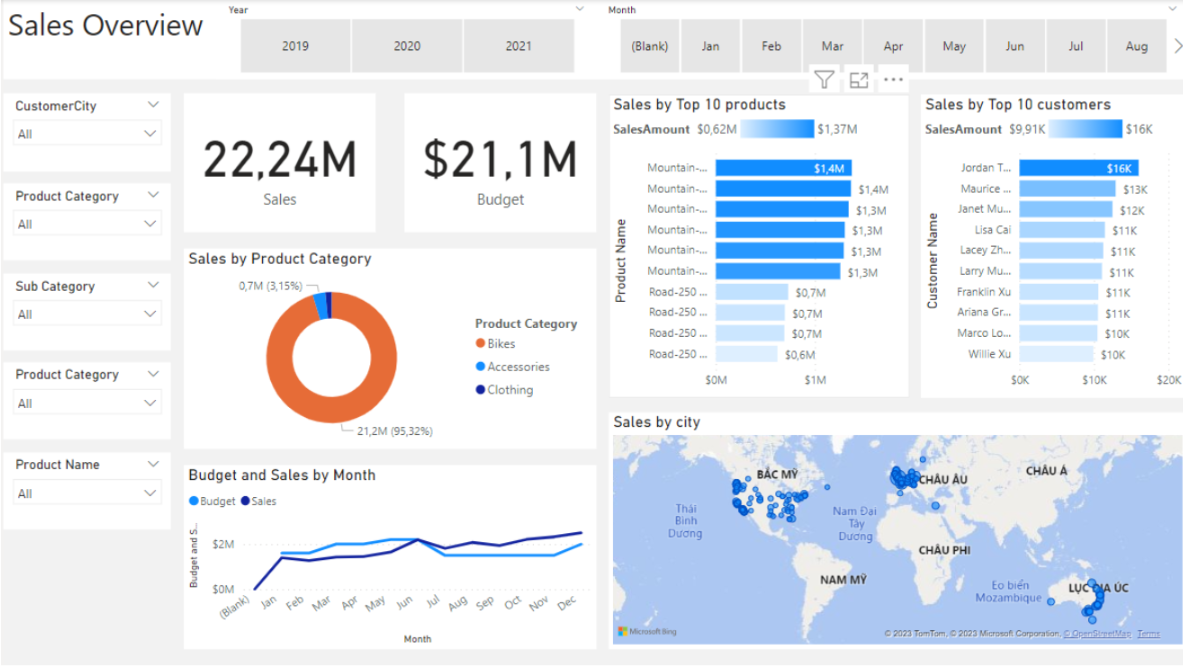 Sales Overview
Year
2019
2020
2021
Month
(Blank)
Jan
Feb
Mar
Apr
May
Jun
Jul
Aug
CustomerCity
All
Product Category
All
Sub Category
All
Product Category
All
Product Name
All
22,24M
Sales
$21,1M
Budget
Sales by Product Category
0,7M (3,15%)
21,2M (95,32%)
Product Category
Bikes
Accessories
Clothing
Budget and Sales by Month
Budget
Sales
Budget and S...
$2M
$0M
(Blank)
Jan
Feb
Mar
Apr
May
Jun
Jul
Aug
Sep
Oct
Nov
Dec
Month
Sales by Top 10 products
SalesAmount $0,62M $1,37M
Product Name
Mountain-... $1,4M
Mountain-... $1,4M
Mountain-... $1,3M
Mountain-... $1,3M
Mountain-... $1,3M
Mountain-... $1,3M
Road-250 ... $0,7M
Road-250 ... $0,7M
Road-250 ... $0,7M
Road-250 ... $0,6M
$0M $1M
Sales by Top 10 customers
SalesAmount $9,91K $16K
Customer Name
Jordan T... $16K
Maurice ... $13K
Janet Mu... $12K
Lisa Cai $11K
Lacey Zh... $11K
Larry Mu... $11K
Franklin Xu $11K
Ariana Gr... $11K
Marco Lo... $10K
Willie Xu $10K
$0K $10K $20K
Sales by city
BẮC MỸ
CHÂU ÂU
CHÂU Á
Thái
Bình
Dương
Nam Đại
Tây
Dương
CHÂU PHI
NAM MỸ
Eo biển
Mozambique
LỤC ĐỊA ÚC
Microsoft Bing
© 2023 TomTom, © 2023 Microsoft Corporation, © OpenStreetMap Terms